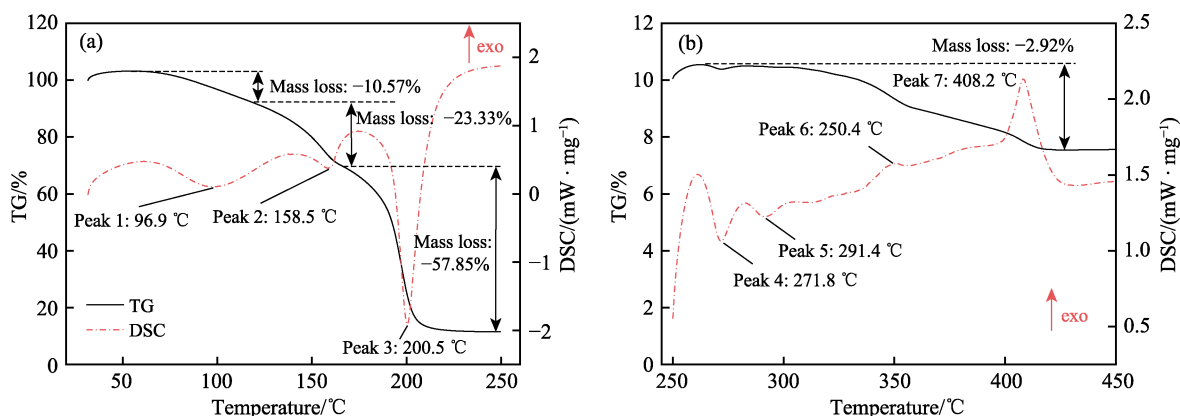 (a)
120
100
80
60
40
20
0
TG/%
50
100
150
200
250
Temperature/℃
2
1
0
−1
−2
DSC/(mW · mg⁻¹)
exo
Mass loss: −10.57%
Mass loss: −23.33%
Mass loss:
−57.85%
Peak 1: 96.9 ℃
Peak 2: 158.5 ℃
Peak 3: 200.5 ℃
TG
DSC
(b)
12
10
8
6
4
2
0
TG/%
250
300
350
400
450
Temperature/℃
2.5
2.0
1.5
1.0
0.5
DSC/(mW · mg⁻¹)
Mass loss: −2.92%
Peak 7: 408.2 ℃
Peak 6: 250.4 ℃
Peak 5: 291.4 ℃
Peak 4: 271.8 ℃
exo